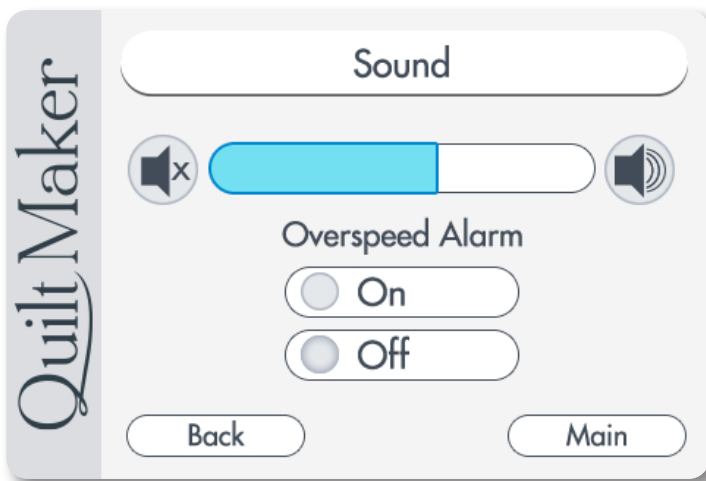 Quilt Maker
Sound
Overspeed Alarm
On
Off
Back
Main